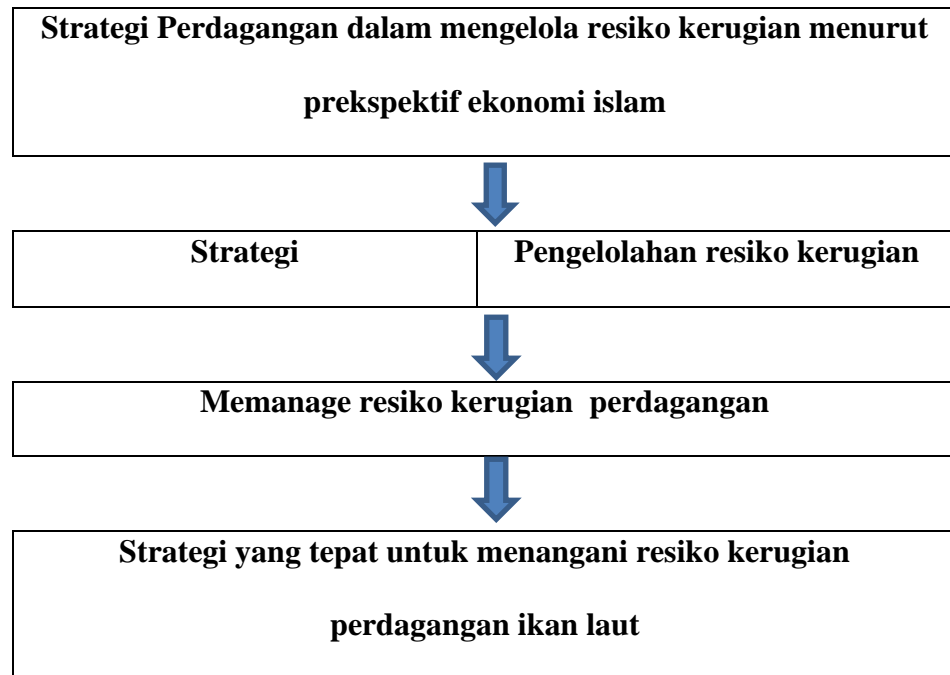 Strategi Perdagangan dalam mengelola resiko kerugian menurut
prekspektif ekonomi islam
Strategi
Pengelolahan resiko kerugian
Memanage resiko kerugian perdagangan
Strategi yang tepat untuk menangani resiko kerugian
perdagangan ikan laut